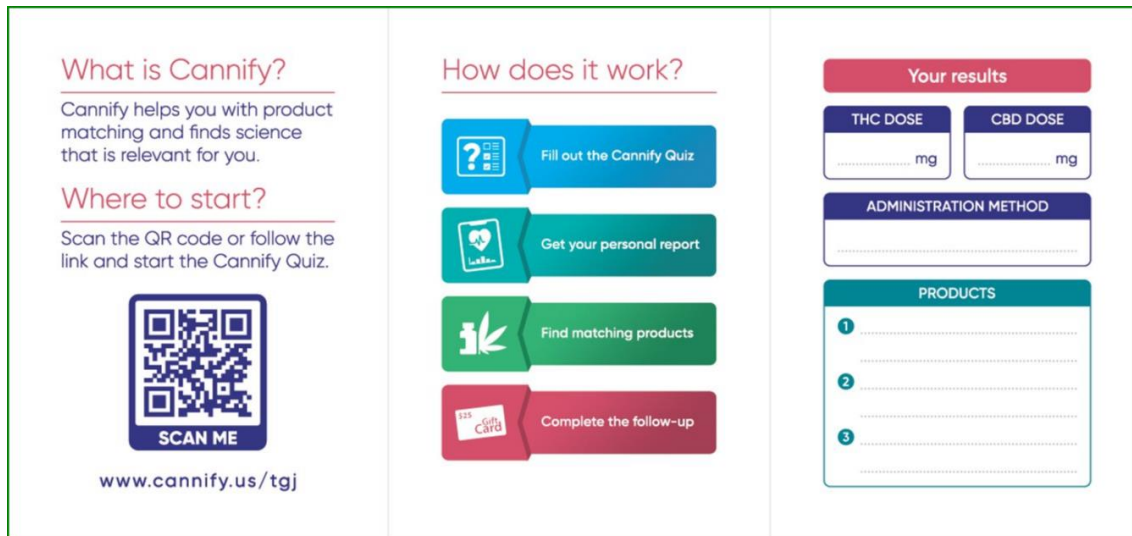 What is Cannify?
Cannify helps you with product
matching and finds science
that is relevant for you.
Where to start?
Scan the QR code or follow the
link and start the Cannify Quiz.
SCAN ME
www.cannify.us/tgj
How does it work?
Fill out the Cannify Quiz
Get your personal report
Find matching products
$25
Gift
Card
Complete the follow-up
Your results
THC DOSE
mg
CBD DOSE
mg
ADMINISTRATION METHOD
PRODUCTS
1
2
3